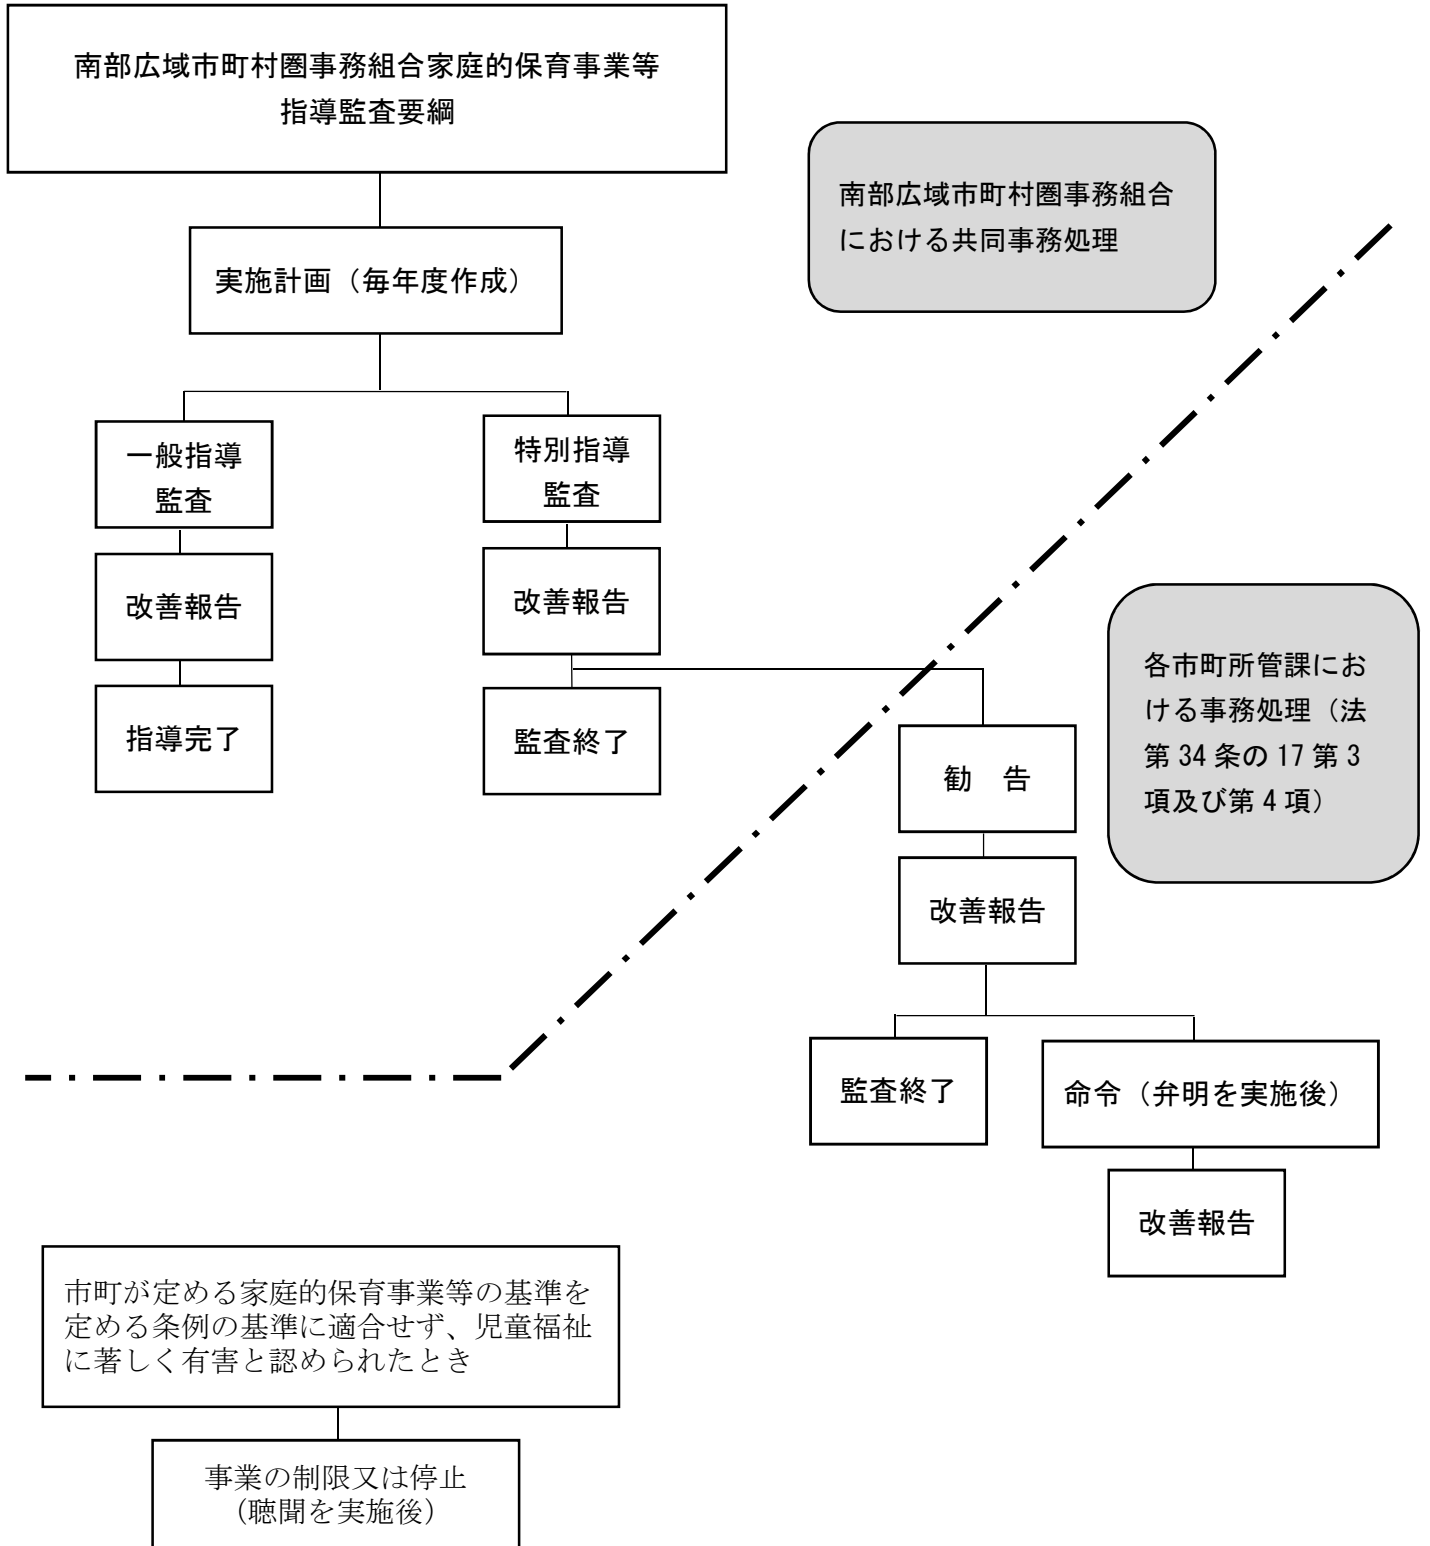 南部広域市町村圏事務組合家庭的保育事業等
指導監査要綱
南部広域市町村圏事務組合
における共同事務処理
実施計画（毎年度作成）
一般指導
監査
特別指導
監査
改善報告
改善報告
指導完了
監査終了
各市町所管課にお
ける事務処理（法
第 34 条の 17 第 3
項及び第 4 項）
勧　告
改善報告
監査終了
命令（弁明を実施後）
改善報告
市町が定める家庭的保育事業等の基準を
定める条例の基準に適合せず、児童福祉
に著しく有害と認められたとき
事業の制限又は停止
（聴聞を実施後）